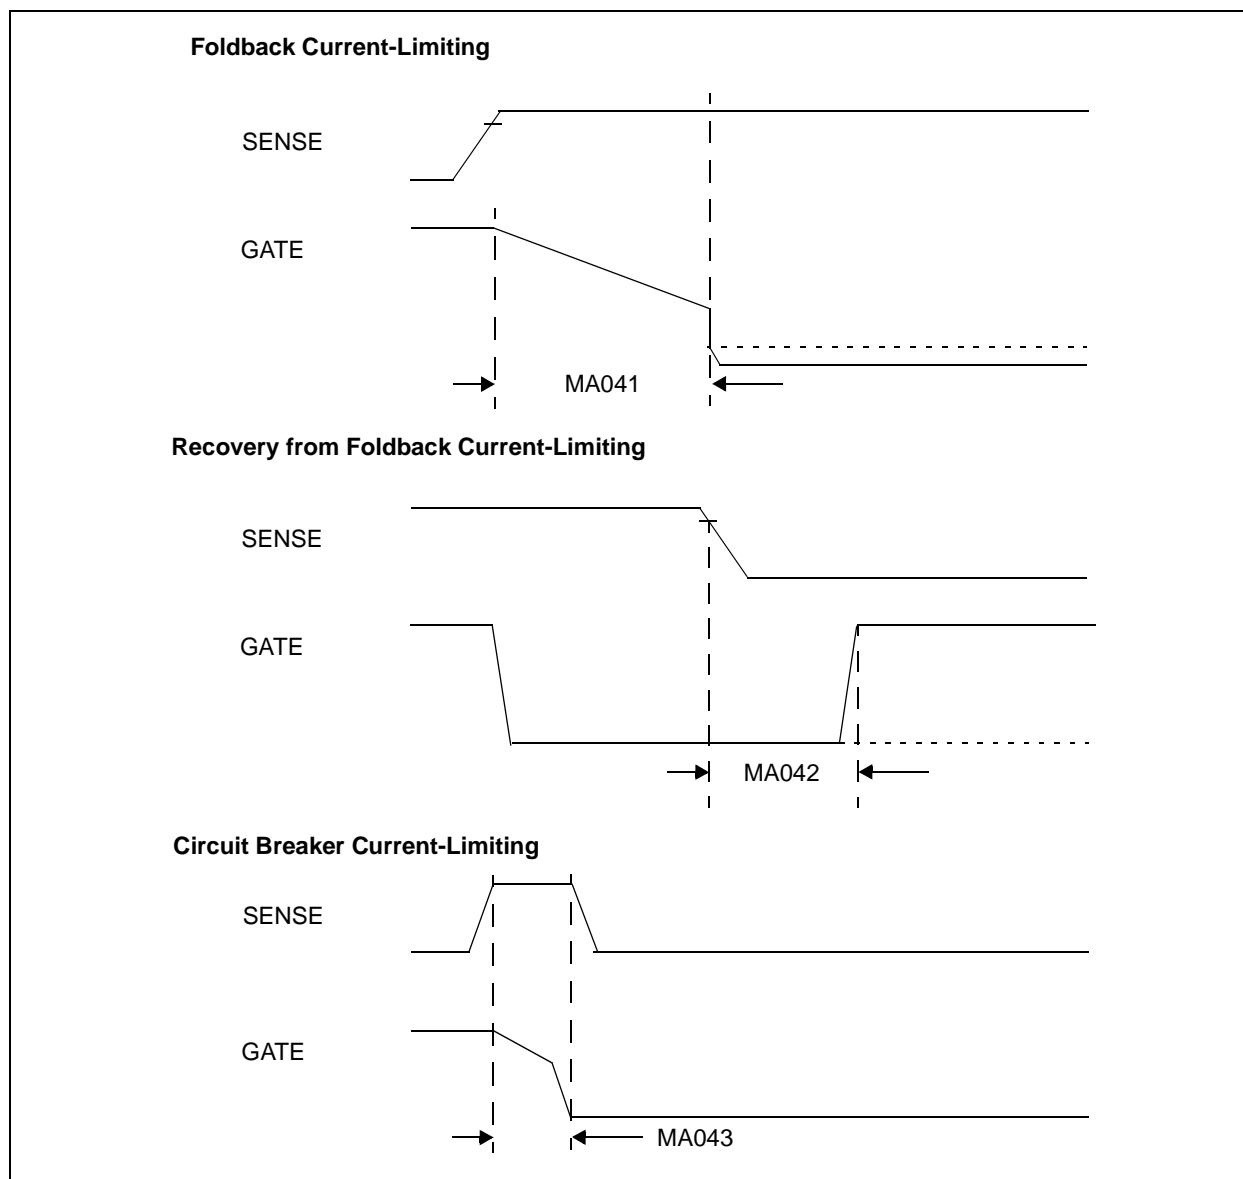 Foldback Current-Limiting
SENSE
GATE
MA041
Recovery from Foldback Current-Limiting
SENSE
GATE
MA042
Circuit Breaker Current-Limiting
SENSE
GATE
MA043